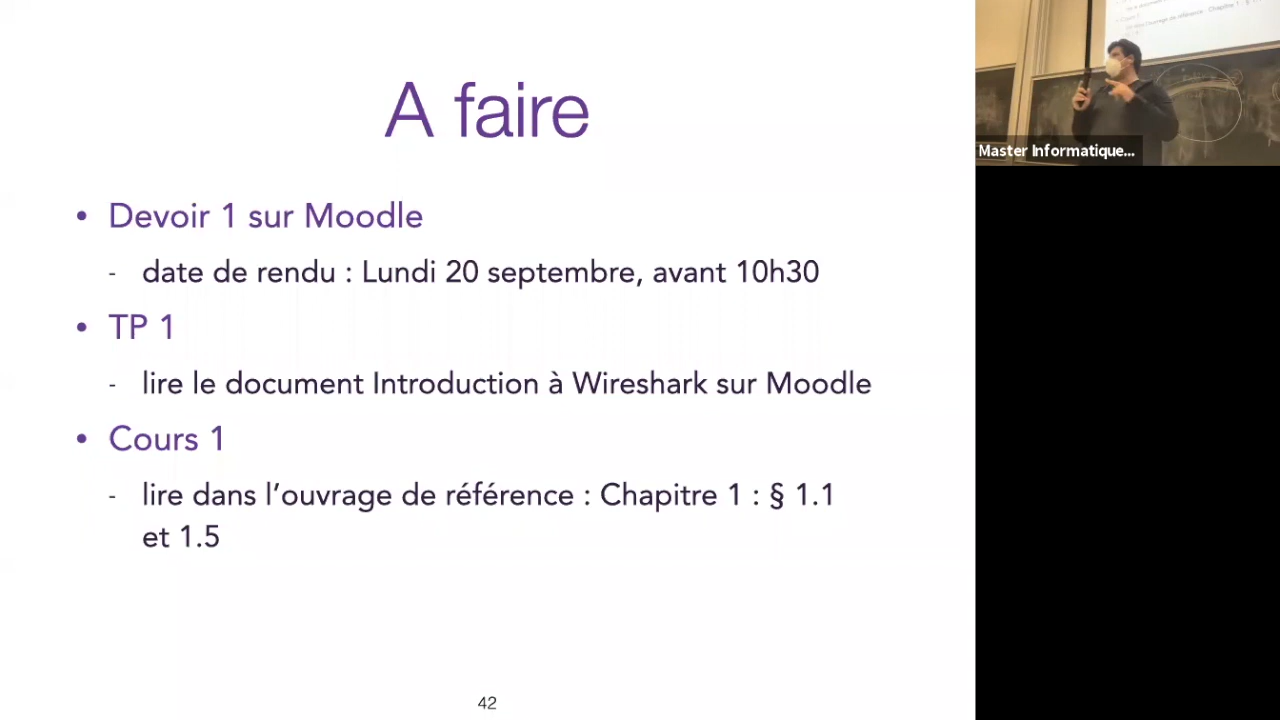 A faire
• Devoir 1 sur Moodle
- date de rendu : Lundi 20 septembre, avant 10h30
• TP 1
- lire le document Introduction à Wireshark sur Moodle
• Cours 1
- lire dans l’ouvrage de référence : Chapitre 1 : § 1.1
et 1.5
42
Master Informatique...